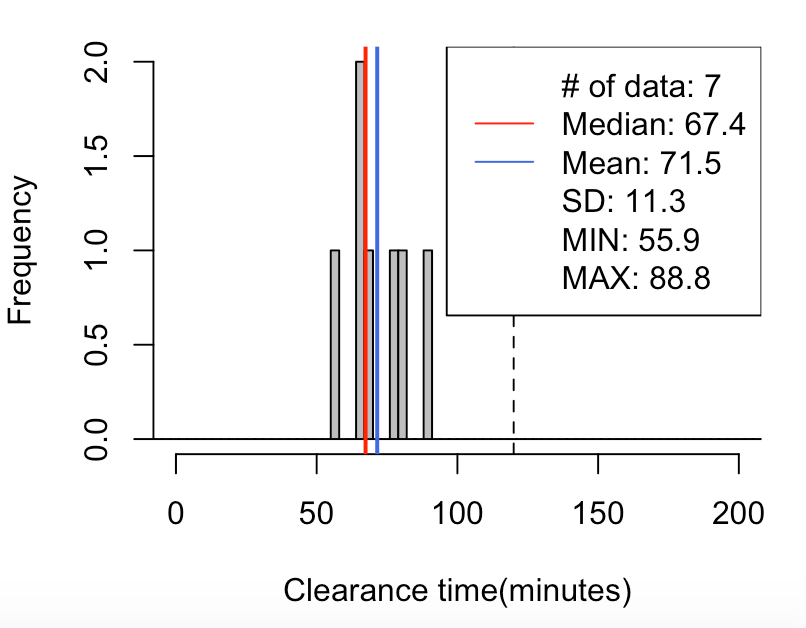 # of data: 7
Median: 67.4
Mean: 71.5
SD: 11.3
MIN: 55.9
MAX: 88.8
Frequency
2.0
1.5
1.0
0.5
0.0
0 50 100 150 200
Clearance time(minutes)